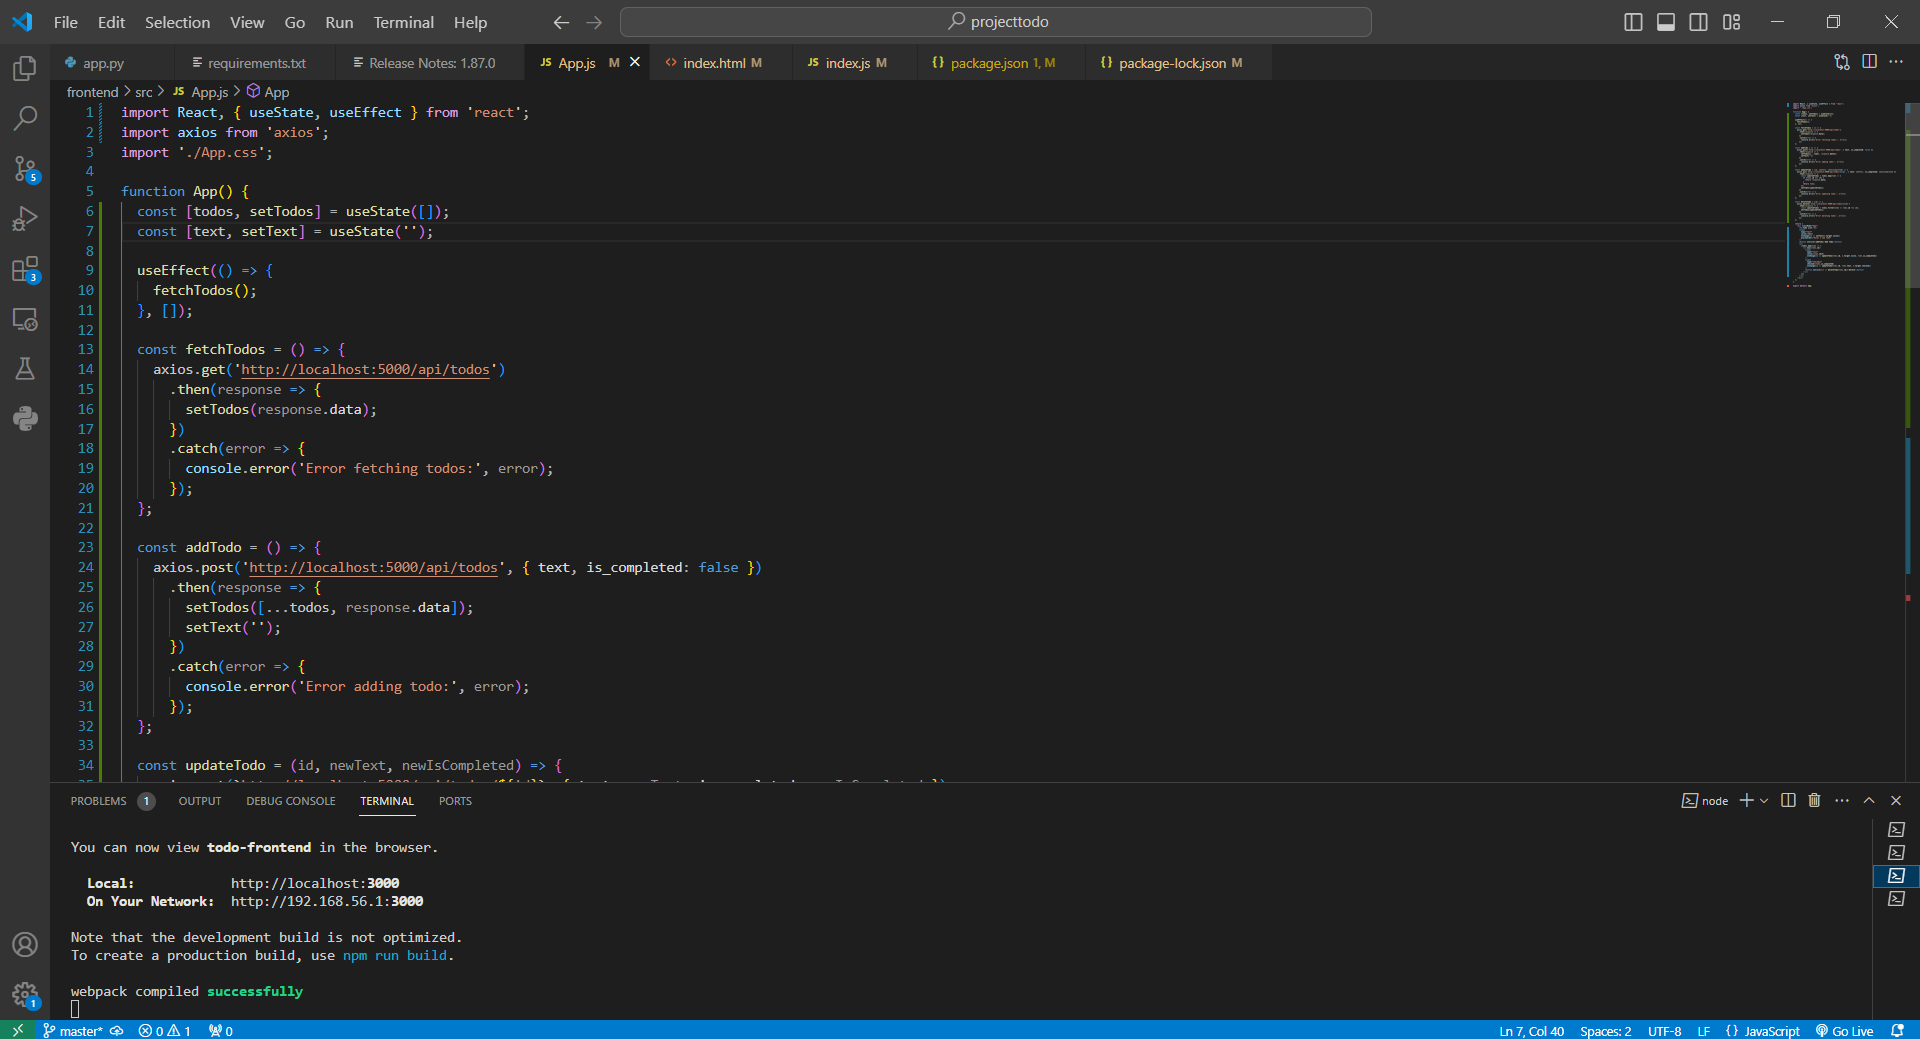 File Edit Selection View Go Run Terminal Help
projecttodo
app.py
requirements.txt
Release Notes: 1.87.0
JS App.js M
index.html M
JS index.js M
{} package.json 1, M
{} package-lock.json M
frontend > src > JS App.js > App
1 import React, { useState, useEffect } from 'react';
2 import axios from 'axios';
3 import './App.css';
4
5 function App() {
6 const [todos, setTodos] = useState([]);
7 const [text, setText] = useState('');
8
9 useEffect(() => {
10 fetchTodos();
11 }, []);
12
13 const fetchTodos = () => {
14 axios.get('http://localhost:5000/api/todos')
15 .then(response => {
16 setTodos(response.data);
17 })
18 .catch(error => {
19 console.error('Error fetching todos:', error);
20 });
21 };
22
23 const addTodo = () => {
24 axios.post('http://localhost:5000/api/todos', { text, is_completed: false })
25 .then(response => {
26 setTodos([...todos, response.data]);
27 setText('');
28 })
29 .catch(error => {
30 console.error('Error adding todo:', error);
31 });
32 };
33
34 const updateTodo = (id, newText, newIsCompleted) => {
PROBLEMS 1 OUTPUT DEBUG CONSOLE TERMINAL PORTS
node
You can now view todo-frontend in the browser.
Local: http://localhost:3000
On Your Network: http://192.168.56.1:3000
Note that the development build is not optimized.
To create a production build, use npm run build.
webpack compiled successfully
5
3
1
master* 0 1 0
Ln 7, Col 40 Spaces: 2 UTF-8 LF {} JavaScript Go Live